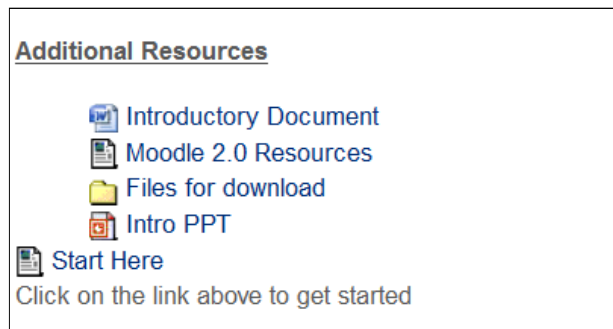 Additional Resources
Introductory Document
Moodle 2.0 Resources
Files for download
Intro PPT
Start Here
Click on the link above to get started